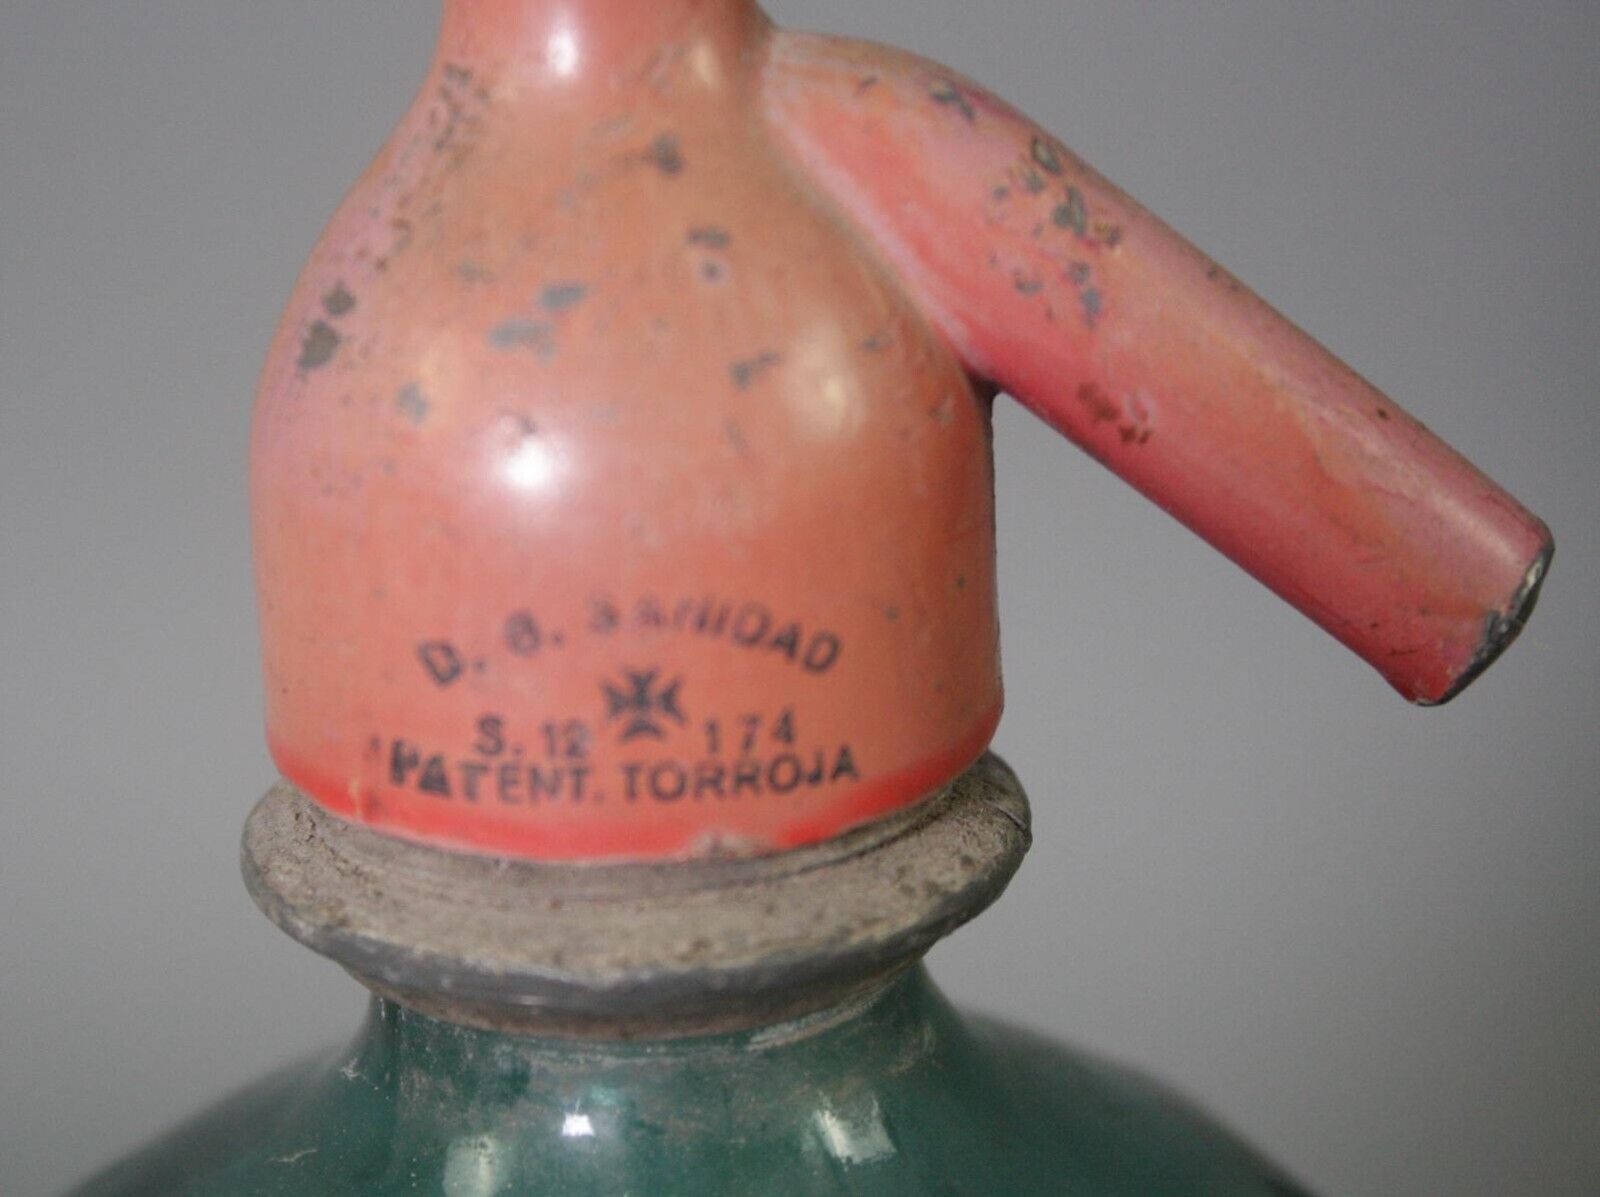 D. G. SANIDAD
S. 12 174
PATENT. TORROJA